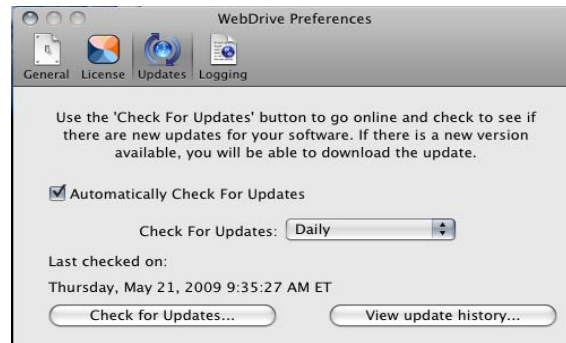 WebDrive Preferences
General License Updates Logging
Use the 'Check For Updates' button to go online and check to see if
there are new updates for your software. If there is a new version
available, you will be able to download the update.
Automatically Check For Updates
Check For Updates: Daily
Last checked on:
Thursday, May 21, 2009 9:35:27 AM ET
Check for Updates... View update history...